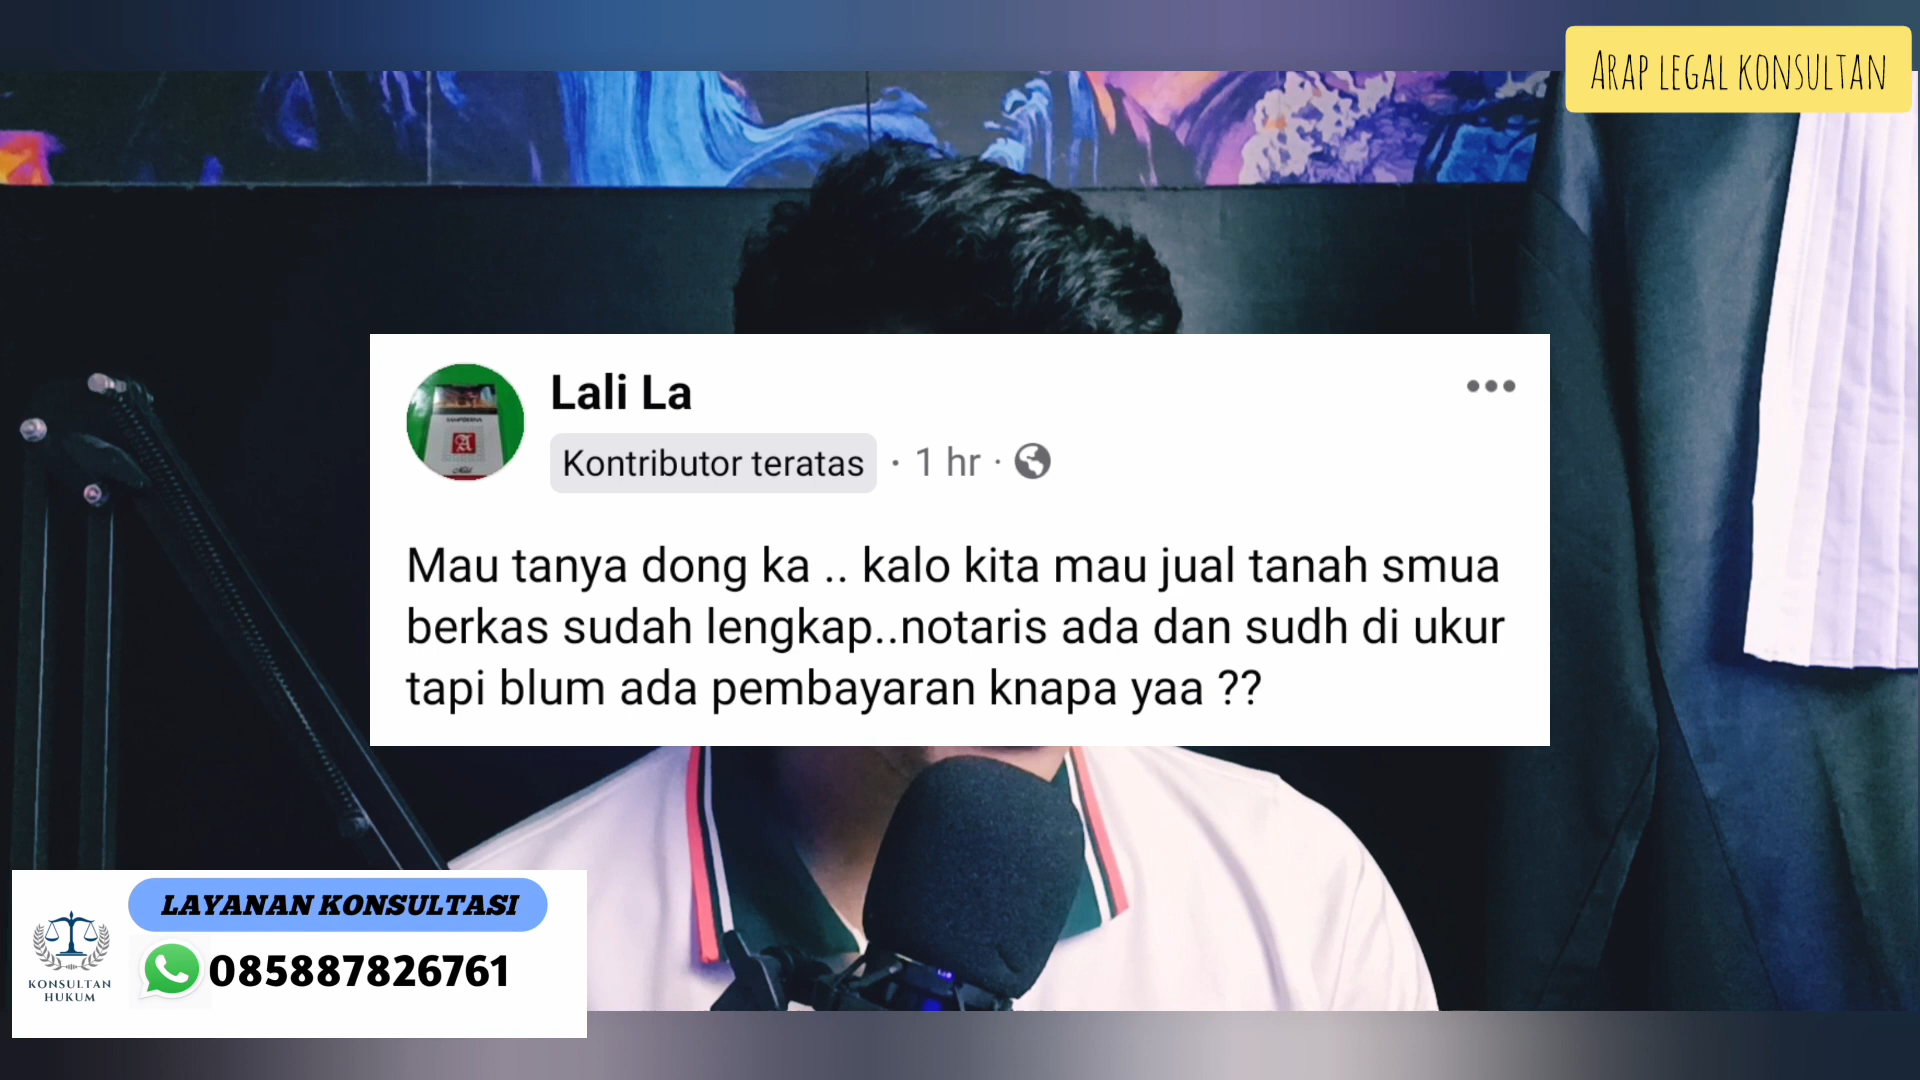 ARAP LEGAL KONSULTAN
Lali La
Kontributor teratas · 1 hr ·
Mau tanya dong ka .. kalo kita mau jual tanah smua
berkas sudah lengkap..notaris ada dan sudh di ukur
tapi blum ada pembayaran knapa yaa ??
LAYANAN KONSULTASI
085887826761
KONSULTAN
HUKUM